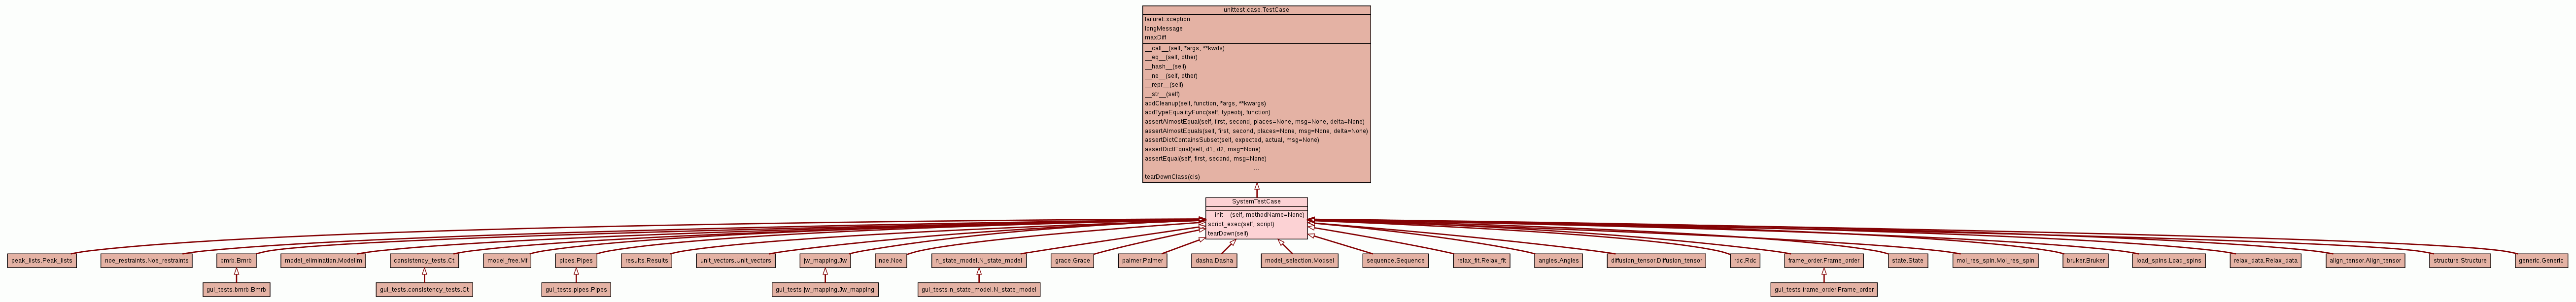 unittest.case.TestCase
failureException
longMessage
maxDiff
__call__(self, *args, **kwds)
__eq__(self, other)
__hash__(self)
__ne__(self, other)
__repr__(self)
__str__(self)
addCleanup(self, function, *args, **kwargs)
addTypeEqualityFunc(self, typeobj, function)
assertAlmostEqual(self, first, second, places=None, msg=None, delta=None)
assertAlmostEquals(self, first, second, places=None, msg=None, delta=None)
assertDictContainsSubset(self, expected, actual, msg=None)
assertDictEqual(self, d1, d2, msg=None)
assertEqual(self, first, second, msg=None)
...
tearDownClass(cls)
SystemTestCase
__init__(self, methodName=None)
script_exec(self, script)
tearDown(self)
peak_lists.Peak_lists
noe_restraints.Noe_restraints
bmrb.Bmrb
model_elimination.Modelim
consistency_tests.Ct
model_free.Mf
pipes.Pipes
results.Results
unit_vectors.Unit_vectors
jw_mapping.Jw
noe.Noe
n_state_model.N_state_model
grace.Grace
palmer.Palmer
dasha.Dasha
model_selection.Modsel
sequence.Sequence
relax_fit.Relax_fit
angles.Angles
diffusion_tensor.Diffusion_tensor
rdc.Rdc
frame_order.Frame_order
state.State
mol_res_spin.Mol_res_spin
bruker.Bruker
load_spins.Load_spins
relax_data.Relax_data
align_tensor.Align_tensor
structure.Structure
generic.Generic
gui_tests.bmrb.Bmrb
gui_tests.consistency_tests.Ct
gui_tests.pipes.Pipes
gui_tests.jw_mapping.Jw_mapping
gui_tests.n_state_model.N_state_model
gui_tests.frame_order.Frame_order